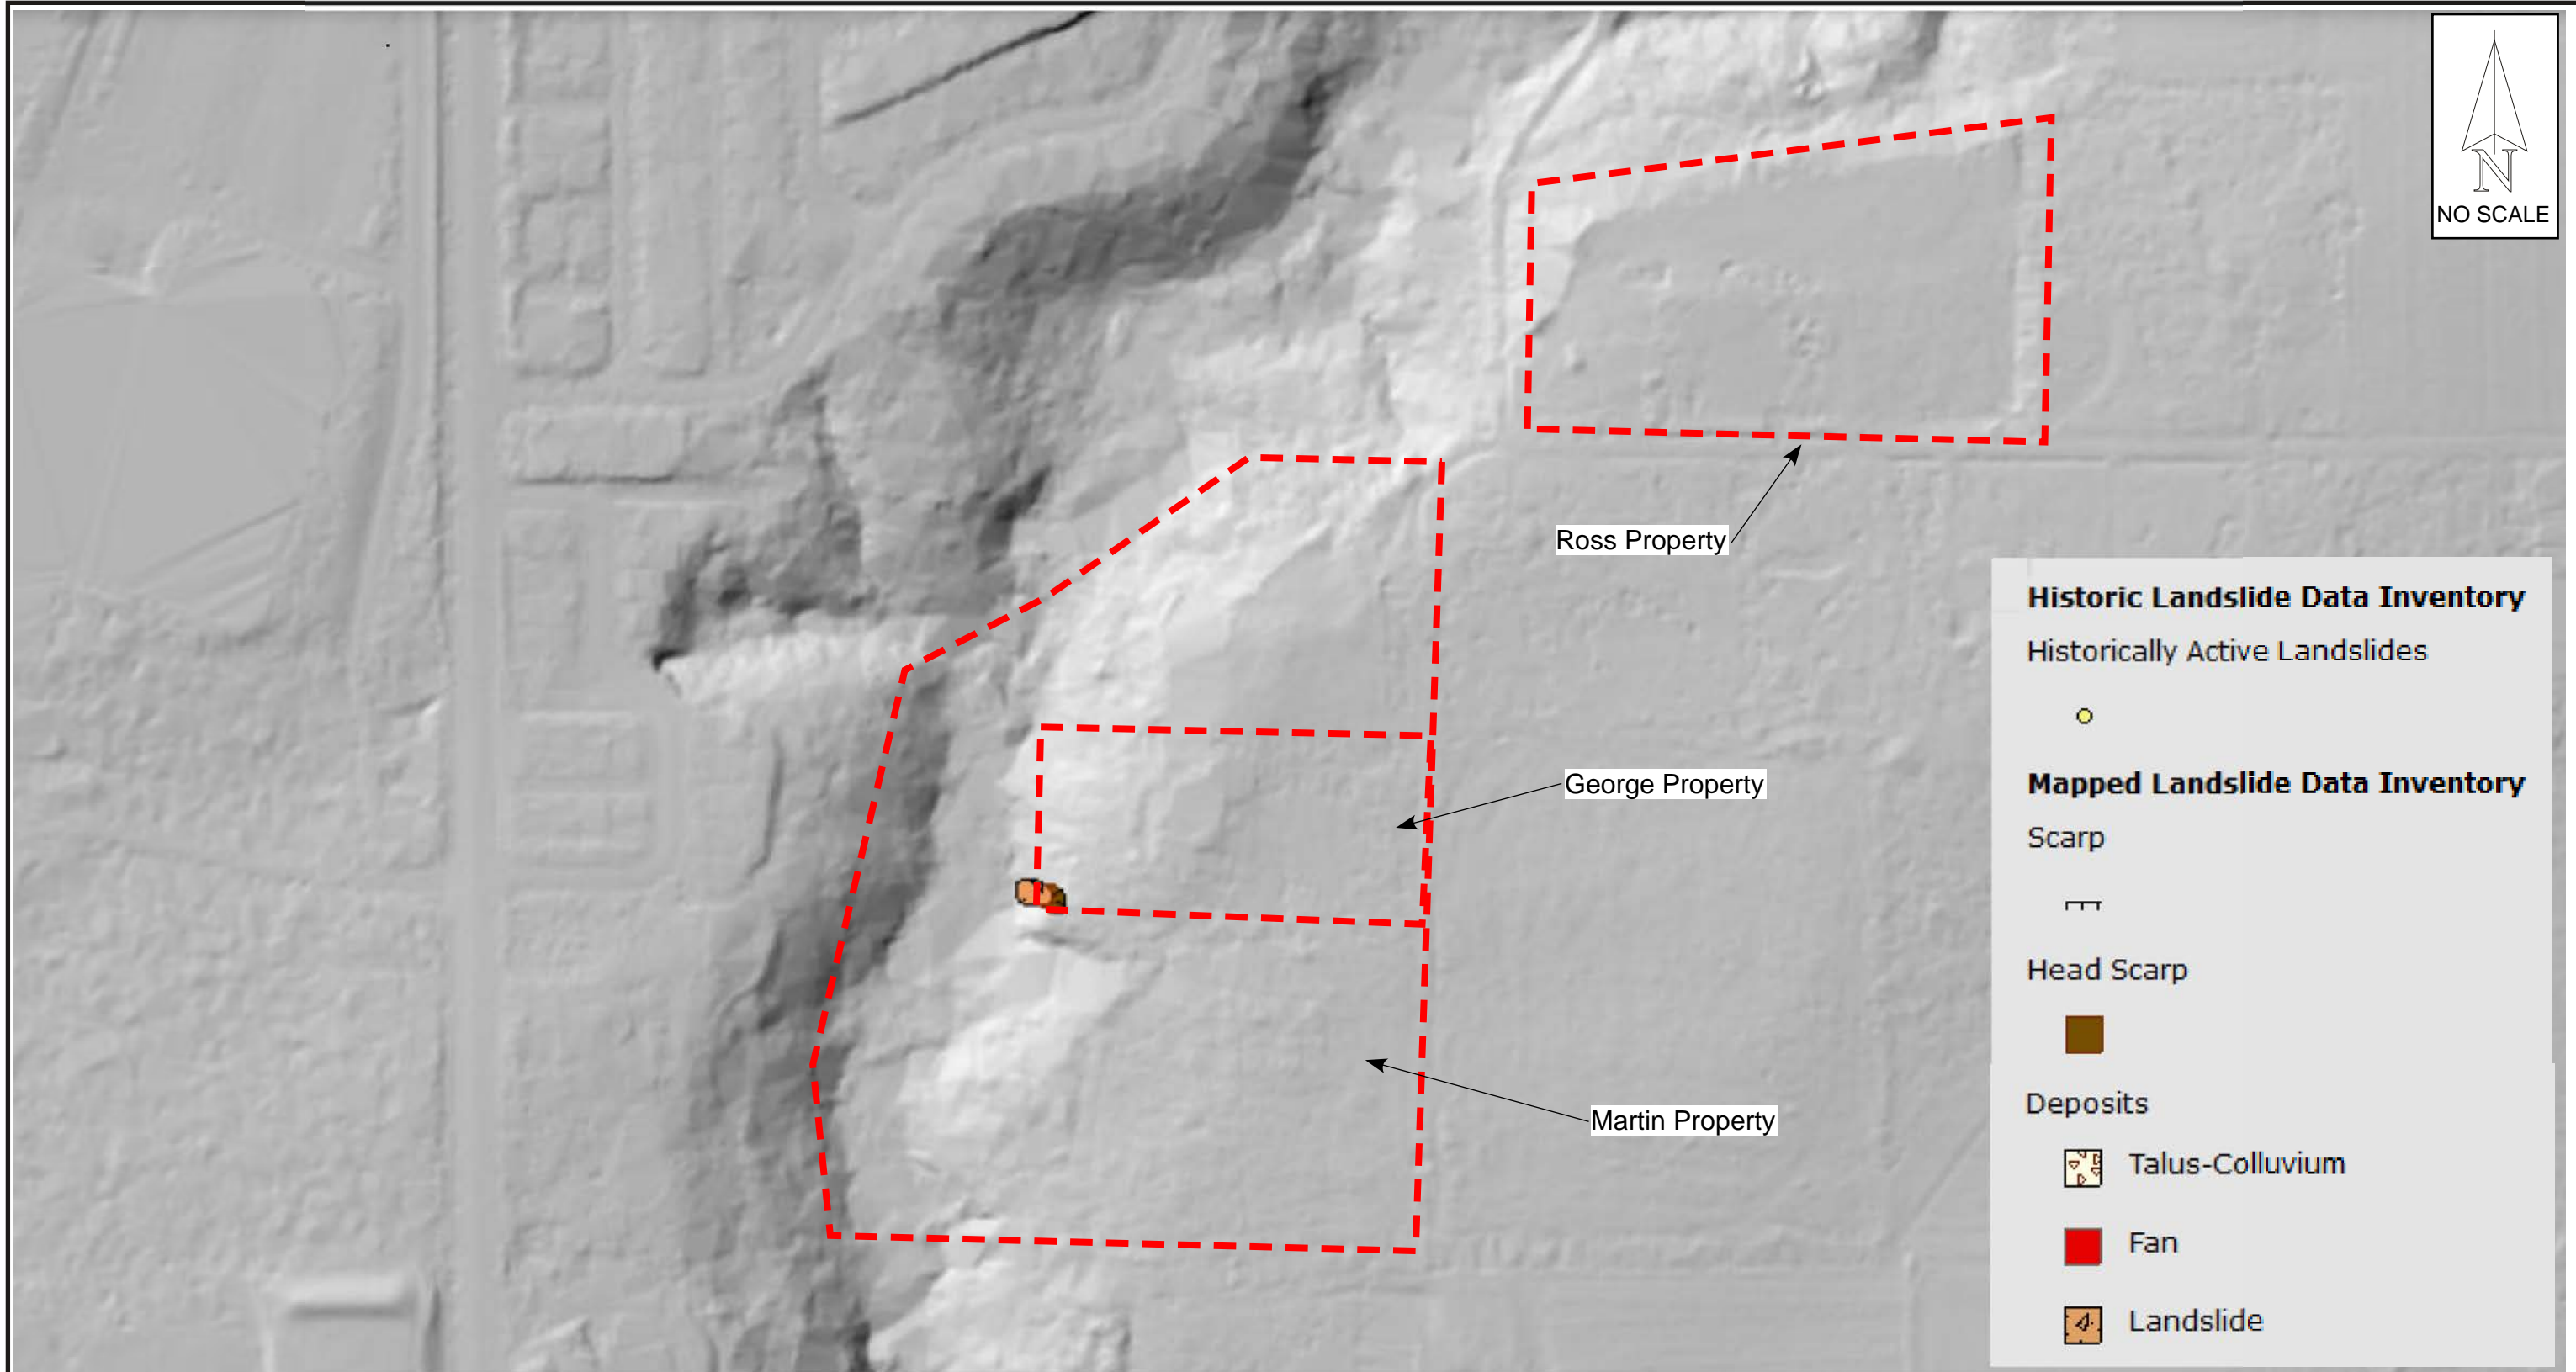 N
NO SCALE
Ross Property
George Property
Martin Property
Historic Landslide Data Inventory
Historically Active Landslides
Mapped Landslide Data Inventory
Scarp
Head Scarp
Deposits
Talus-Colluvium
Fan
Landslide